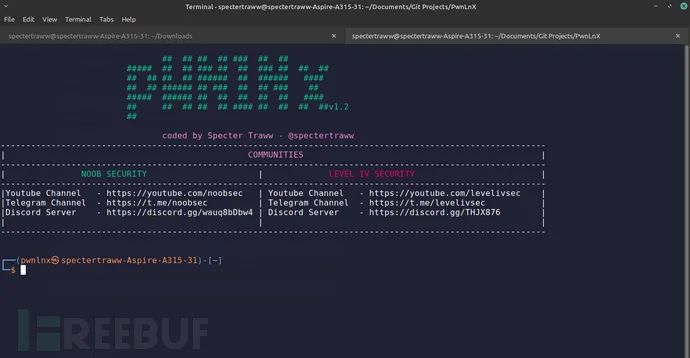 Terminal - spectertraww@spectertraww-Aspire-A315-31: ~/Documents/Git Projects/PwnLnX
File Edit View Terminal Tabs Help
spectertraww@spectertraww-Aspire-A315-31: ~/Downloads
spectertraww@spectertraww-Aspire-A315-31: ~/Documents/Git Projects/PwnLnX
v1.2
coded by Specter Traww - @spectertraww
COMMUNITIES
NOOB SECURITY | LEVEL IV SECURITY
|Youtube Channel - https://youtube.com/noobsec | Youtube Channel - https://youtube.com/levelivsec |
|Telegram Channel - https://t.me/noobsec | Telegram Channel - https://t.me/levelivsec |
|Discord Server - https://discord.gg/wauq8bDbw4 | Discord Server - https://discord.gg/THJX876 |
┌──(pwnlnx㉿spectertraww-Aspire-A315-31)-[~]
└─$
FREEBUF